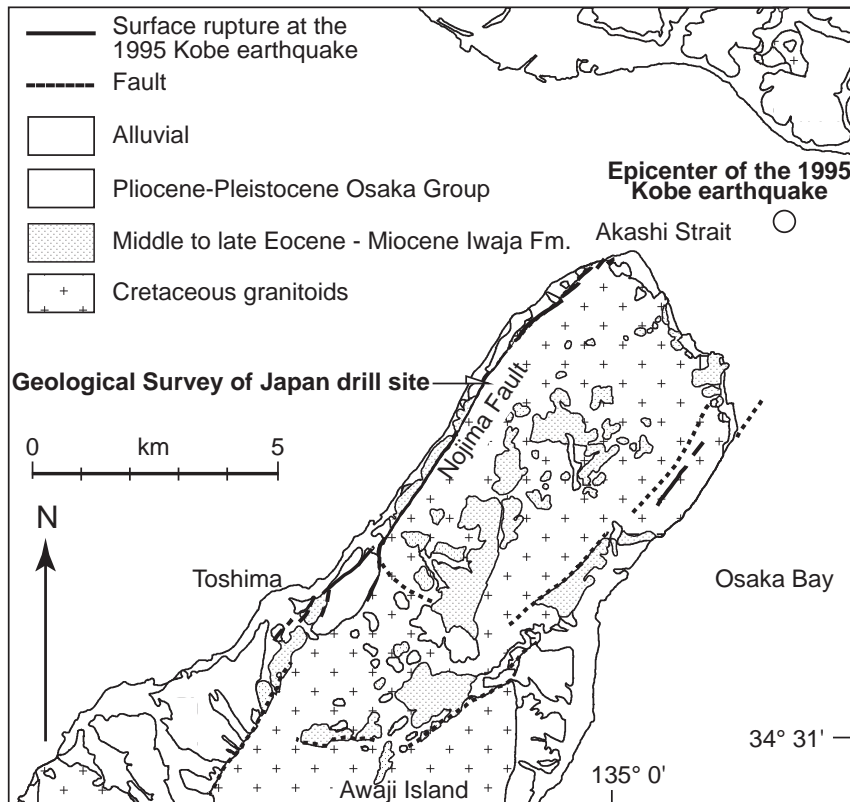 Surface rupture at the
1995 Kobe earthquake
Fault
Alluvial
Pliocene-Pleistocene Osaka Group
Middle to late Eocene - Miocene Iwaja Fm.
Cretaceous granitoids
Epicenter of the 1995
Kobe earthquake
Akashi Strait
Geological Survey of Japan drill site
Nojima Fault
0 km 5
N
Toshima
Osaka Bay
34° 31'
135° 0'
Awaji Island